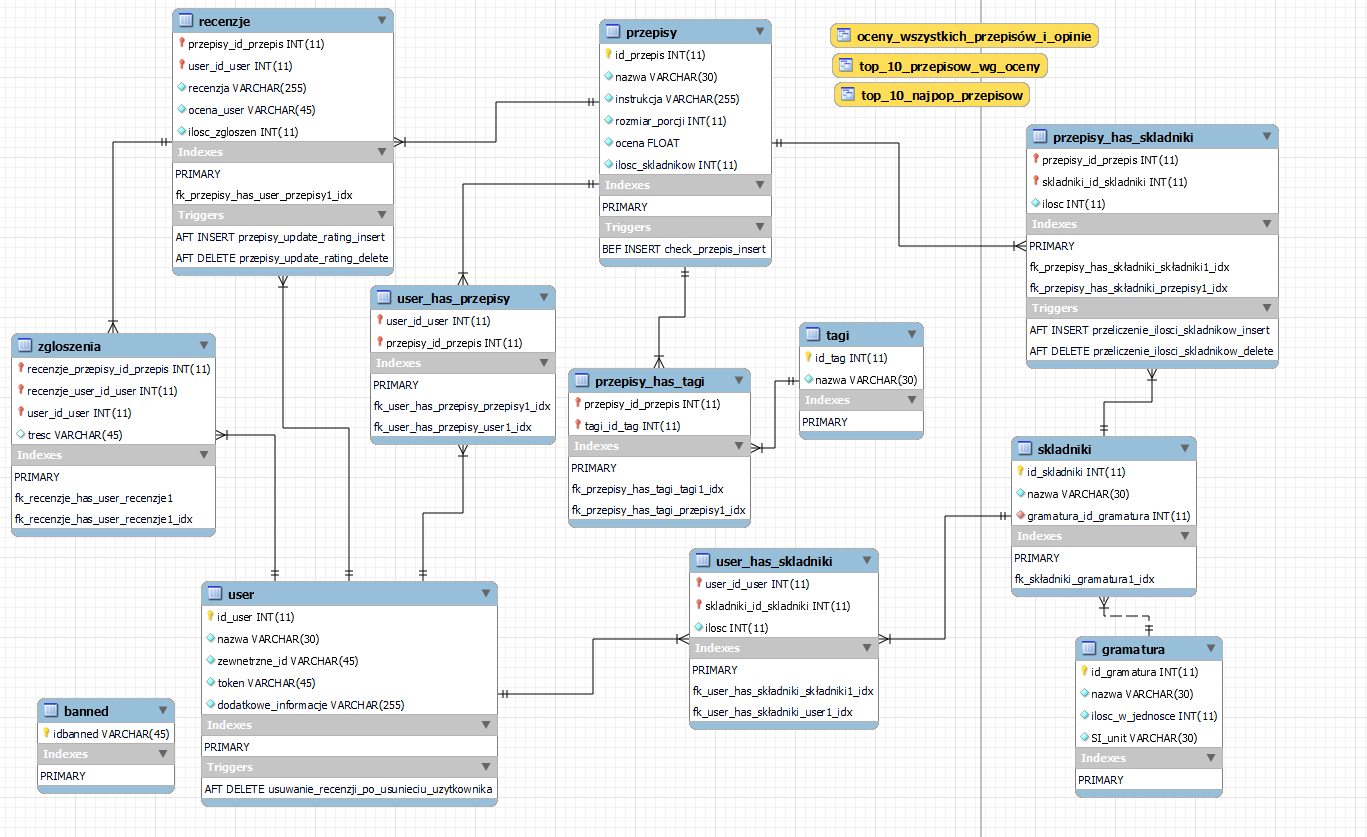 recenzje
przepisy_id_przepis INT(11)
user_id_user INT(11)
recenzja VARCHAR(255)
ocena_user VARCHAR(45)
ilosc_zgloszen INT(11)
Indexes
PRIMARY
fk_przepisy_has_user_przepisy1_idx
Triggers
AFT INSERT przepisy_update_rating_insert
AFT DELETE przepisy_update_rating_delete
przepisy
id_przepis INT(11)
nazwa VARCHAR(30)
instrukcja VARCHAR(255)
rozmiar_porcji INT(11)
ocena FLOAT
ilosc_skladnikow INT(11)
Indexes
PRIMARY
Triggers
BEF INSERT check_przepis_insert
oceny_wszystkich_przepisów_i_opinie
top_10_przepisow_wg_oceny
top_10_najpop_przepisow
przepisy_has_skladniki
przepisy_id_przepis INT(11)
skladniki_id_skladniki INT(11)
ilosc INT(11)
Indexes
PRIMARY
fk_przepisy_has_składniki_składniki1_idx
fk_przepisy_has_składniki_przepisy1_idx
Triggers
AFT INSERT przeliczenie_ilosci_skladnikow_insert
AFT DELETE przeliczenie_ilosci_skladnikow_delete
user_has_przepisy
user_id_user INT(11)
przepisy_id_przepis INT(11)
Indexes
PRIMARY
fk_user_has_przepisy_przepisy1_idx
fk_user_has_przepisy_user1_idx
zgloszenia
recenzje_przepisy_id_przepis INT(11)
recenzje_user_id_user INT(11)
user_id_user INT(11)
tresc VARCHAR(45)
Indexes
PRIMARY
fk_recenzje_has_user_recenzje1
fk_recenzje_has_user_recenzje1_idx
przepisy_has_tagi
przepisy_id_przepis INT(11)
tagi_id_tag INT(11)
Indexes
PRIMARY
fk_przepisy_has_tagi_tagi1_idx
fk_przepisy_has_tagi_przepisy1_idx
tagi
id_tag INT(11)
nazwa VARCHAR(30)
Indexes
PRIMARY
skladniki
id_skladniki INT(11)
nazwa VARCHAR(30)
gramatura_id_gramatura INT(11)
Indexes
PRIMARY
fk_składniki_gramatura1_idx
user_has_skladniki
user_id_user INT(11)
skladniki_id_skladniki INT(11)
ilosc INT(11)
Indexes
PRIMARY
fk_user_has_składniki_składniki1_idx
fk_user_has_składniki_user1_idx
user
id_user INT(11)
nazwa VARCHAR(30)
zewnetrzne_id VARCHAR(45)
token VARCHAR(45)
dodatkowe_informacje VARCHAR(255)
Indexes
PRIMARY
Triggers
AFT DELETE usuwanie_recenzji_po_usunieciu_uzytkownika
banned
idbanned VARCHAR(45)
Indexes
PRIMARY
gramatura
id_gramatura INT(11)
nazwa VARCHAR(30)
ilosc_w_jednosce INT(11)
SI_unit VARCHAR(30)
Indexes
PRIMARY